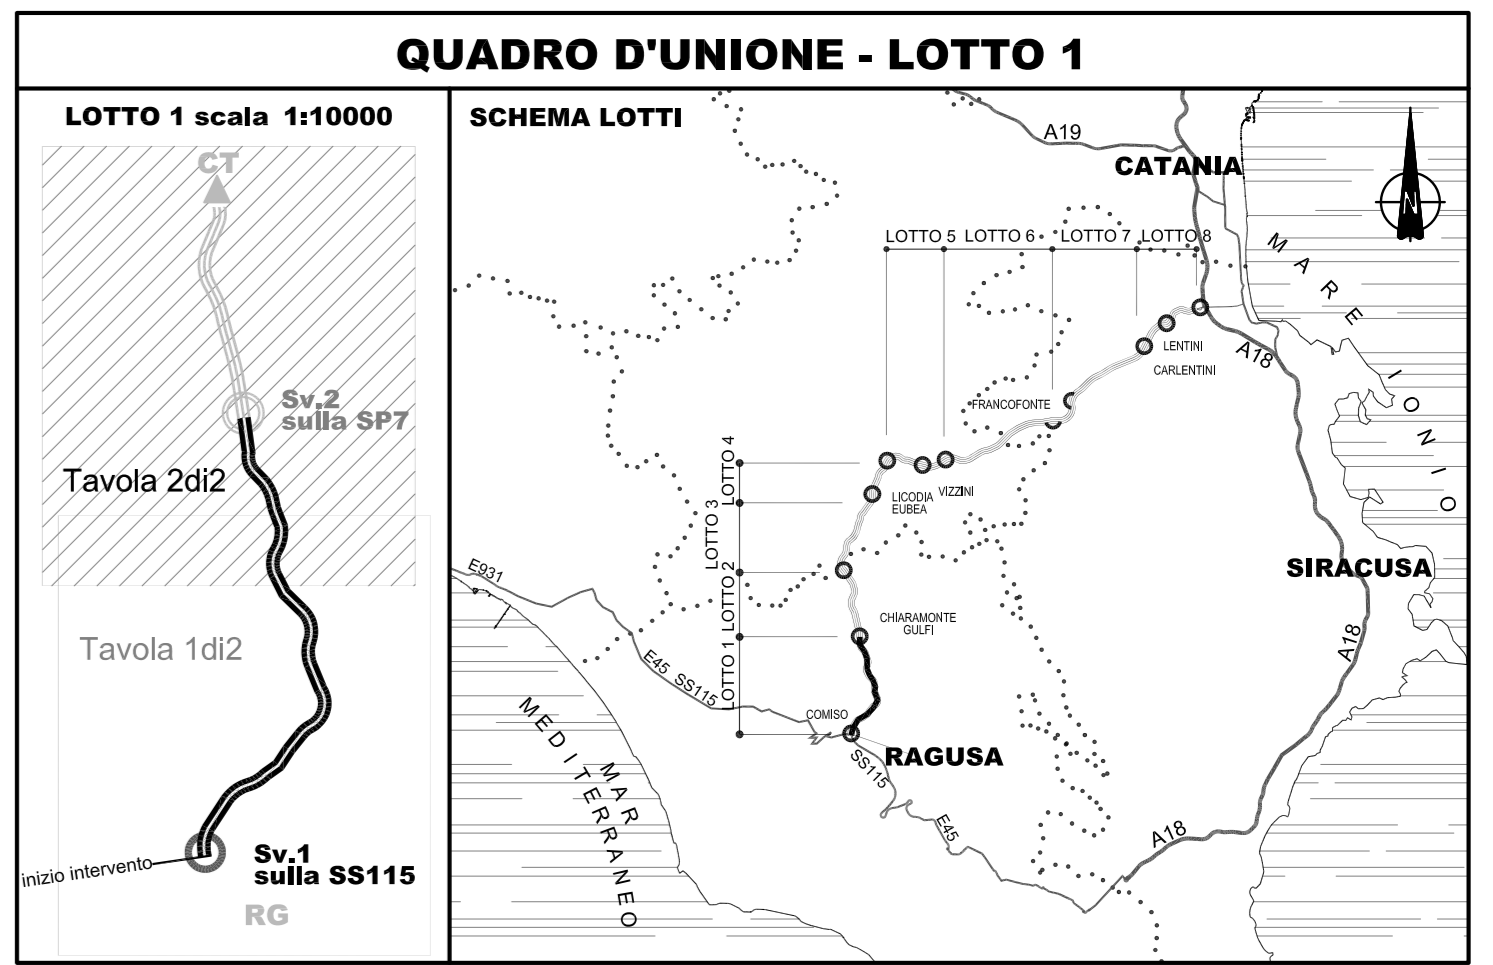 QUADRO D'UNIONE - LOTTO 1
LOTTO 1 scala 1:10000
CT
Sv.2
sulla SP7
Tavola 2di2
Tavola 1di2
inizio intervento
Sv.1
sulla SS115
RG
SCHEMA LOTTI
A19
CATANIA
N
LOTTO 5
LOTTO 6
LOTTO 7
LOTTO 8
MARE IONIO
LENTINI
CARLENTINI
A18
FRANCOFONTE
LOTTO 4
LOTTO 3
LOTTO 2
LOTTO 1
LICODIA
EUBEA
VIZZINI
E931
SIRACUSA
CHIARAMONTE
GULFI
A18
E45
SS115
COMISO
RAGUSA
SS115
MAR
MEDITERRANEO
E45
A18